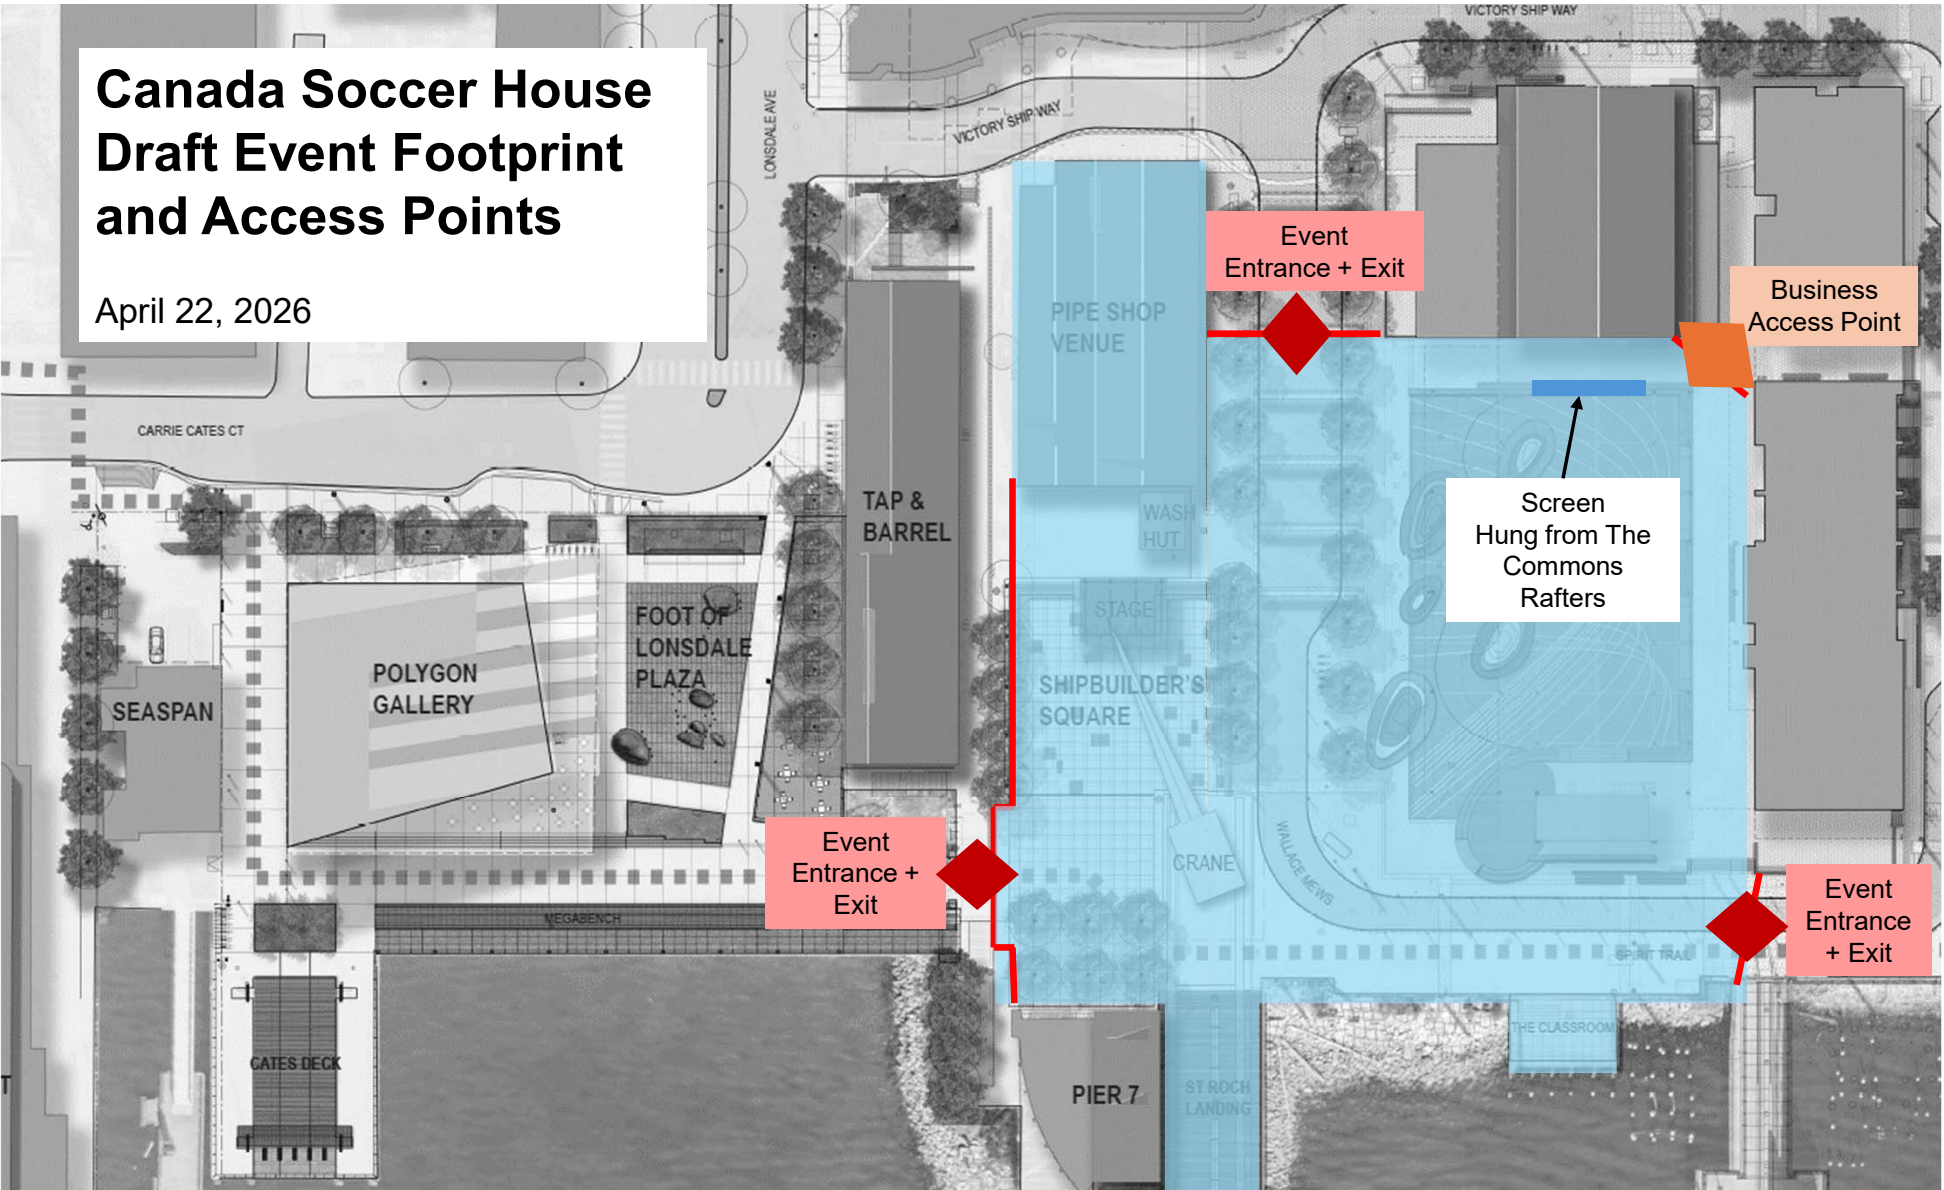 Canada Soccer House
Draft Event Footprint
and Access Points
April 22, 2026
VICTORY SHIP WAY
LONSDALE AVE
VICTORY SHIP WAY
Event
Entrance + Exit
Business
Access Point
PIPE SHOP
VENUE
CARRIE CATES CT
TAP &
BARREL
WASH
HUT
Screen
Hung from The
Commons
Rafters
STAGE
FOOT OF
LONSDALE
PLAZA
POLYGON
GALLERY
SEASPAN
SHIPBUILDER'S
SQUARE
CRANE
WALLACE MEWS
Event
Entrance +
Exit
Event
Entrance
+ Exit
MEGABENCH
SPIRIT TRAIL
THE CLASSROOM
CATES DECK
PIER 7
ST ROCH
LANDING
T